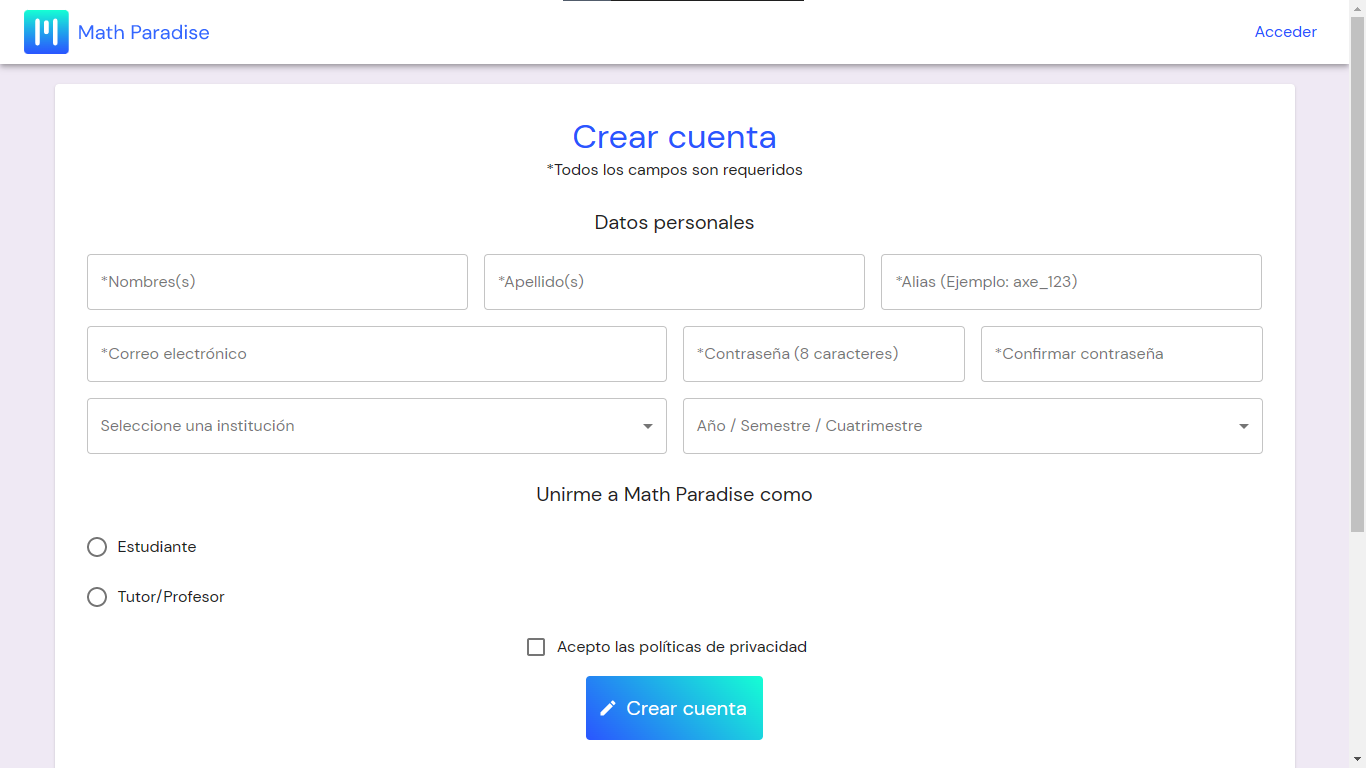 Math Paradise
Acceder
Crear cuenta
*Todos los campos son requeridos
Datos personales
*Nombres(s)
*Apellido(s)
*Alias (Ejemplo: axe_123)
*Correo electrónico
*Contraseña (8 caracteres)
*Confirmar contraseña
Seleccione una institución
Año / Semestre / Cuatrimestre
Unirme a Math Paradise como
Estudiante
Tutor/Profesor
Acepto las políticas de privacidad
Crear cuenta